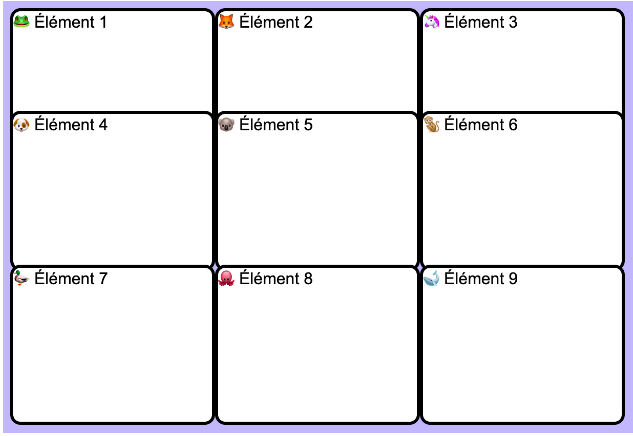 🐸 Élément 1
🦊 Élément 2
🦄 Élément 3
🐶 Élément 4
🐨 Élément 5
🐒 Élément 6
🦆 Élément 7
🐙 Élément 8
🐋 Élément 9